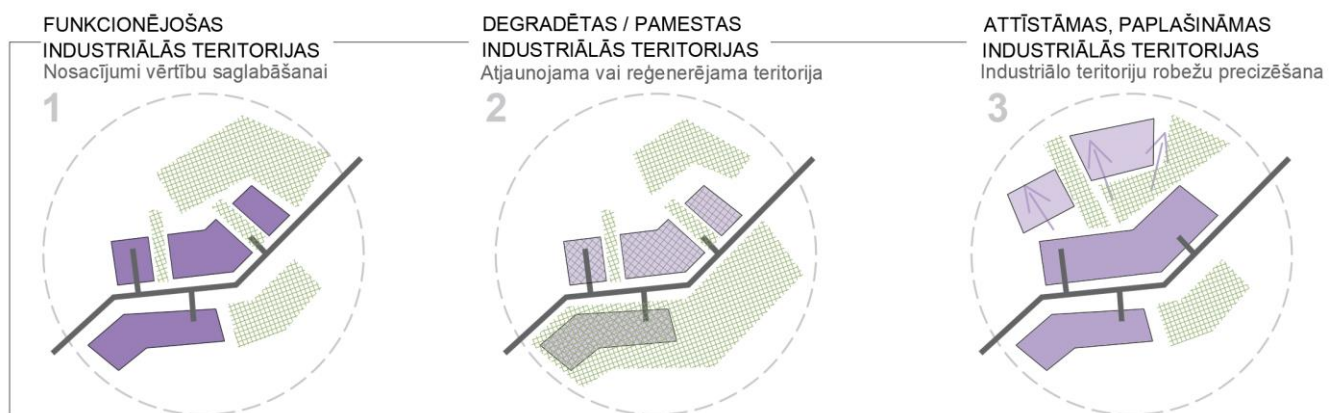 FUNKCIONĒJOŠAS
INDUSTRIĀLĀS TERITORIJAS
Nosacījumi vērtību saglabāšanai
1
DEGRADĒTAS / PAMESTAS
INDUSTRIĀLĀS TERITORIJAS
Atjaunojama vai reģenerējama teritorija
2
ATTĪSTĀMAS, PAPLAŠINĀMAS
INDUSTRIĀLĀS TERITORIJAS
Industriālo teritoriju robežu precizēšana
3